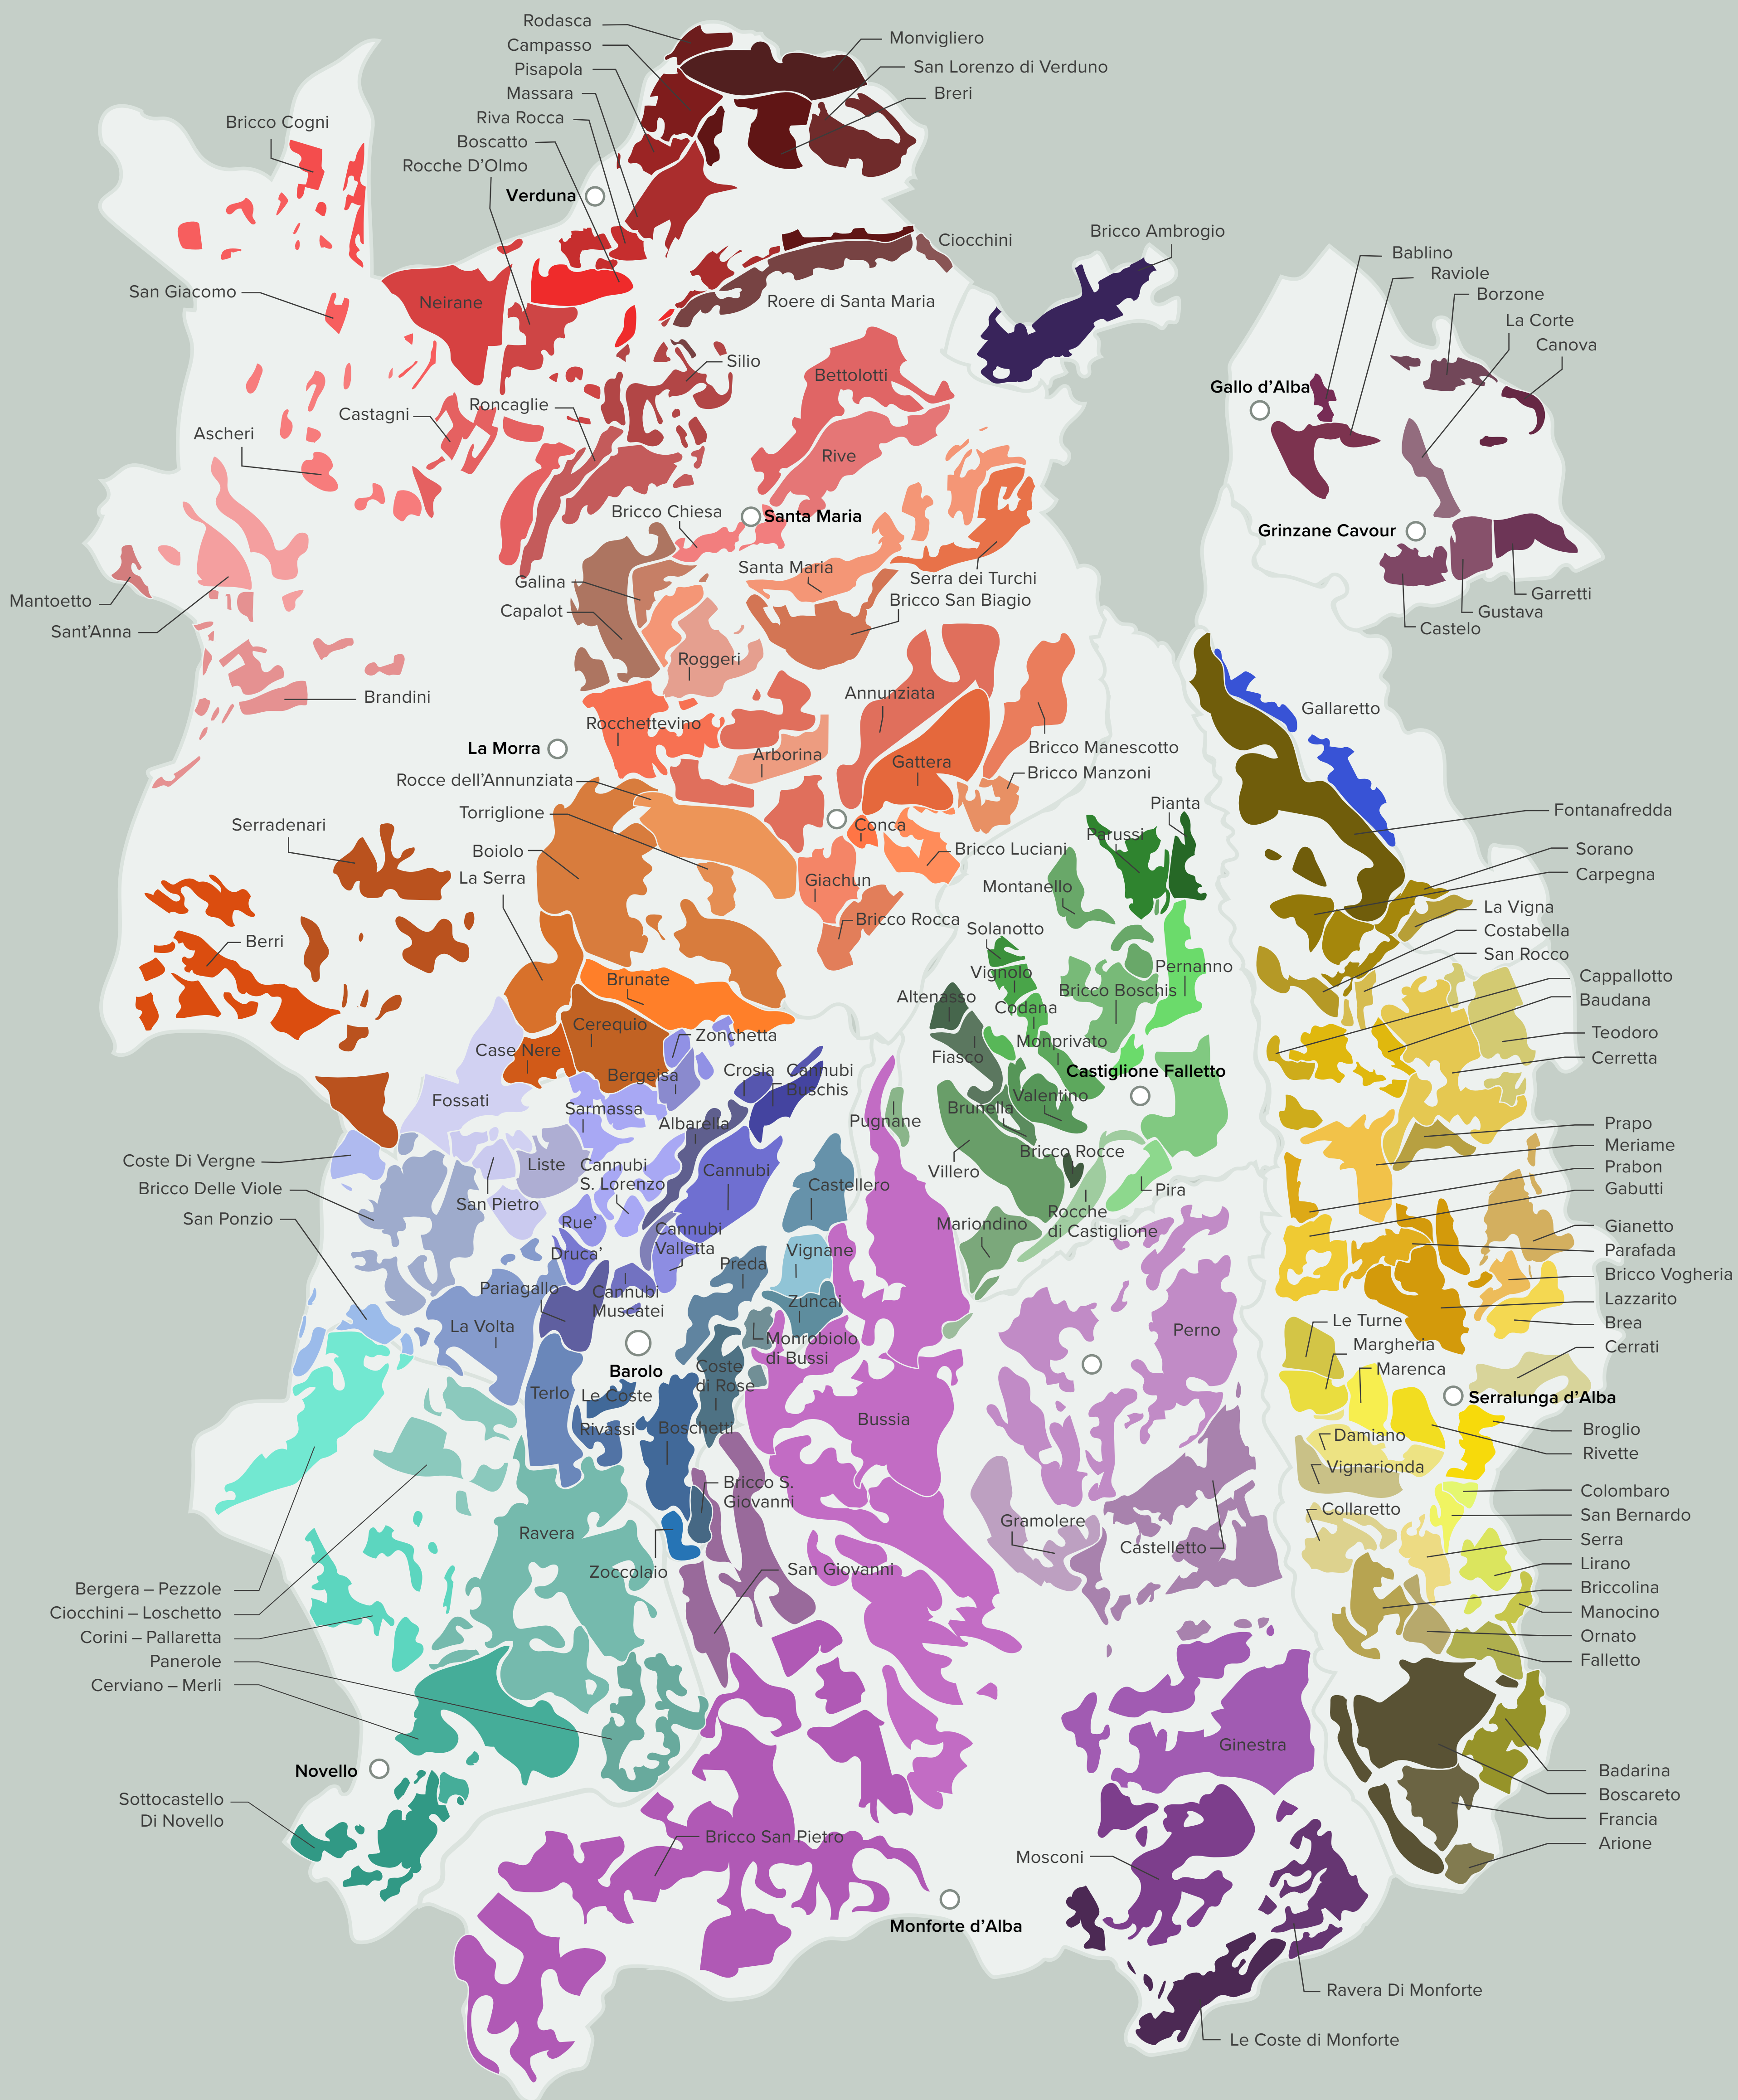 Rodasca
Campasso
Pisapola
Massara
Riva Rocca
Boscatto
Rocche D’Olmo
Monvigliero
San Lorenzo di Verduno
Breri
Bricco Cogni
Verduna
San Giacomo
Neirane
Ciocchini
Roere di Santa Maria
Bricco Ambrogio
Bablino
Raviole
Borzone
La Corte
Canova
Gallo d’Alba
Silio
Bettolotti
Castagni
Roncaglie
Ascheri
Rive
Bricco Chiesa
Santa Maria
Grinzane Cavour
Santa Maria
Serra dei Turchi
Galina
Capalot
Bricco San Biagio
Garretti
Gustava
Castelo
Mantoetto
Sant’Anna
Roggeri
Brandini
Annunziata
Gallaretto
Rocchettevino
La Morra
Arborina
Gattera
Bricco Manescotto
Bricco Manzoni
Rocce dell’Annunziata
Torriglione
Serradenari
Conca
Pianta
Parussi
Fontanafredda
Boiolo
La Serra
Bricco Luciani
Sorano
Carpegna
Giachun
Montanello
Bricco Rocca
La Vigna
Costabella
San Rocco
Berri
Solanotto
Vignolo
Pernanno
Brunate
Altenasso
Bricco Boschis
Codana
Cappallotto
Baudana
Cerequio
Zonchetta
Monprivato
Teodoro
Case Nere
Fiasco
Cerretta
Bergeisa
Crosia
Cannubi
Buschis
Castiglione Falletto
Fossati
Sarmassa
Albarella
Pugnane
Brunella
Valentino
Prapo
Meriame
Prabon
Gabutti
Coste Di Vergne
Bricco Delle Viole
San Ponzio
Liste
Cannubi
S. Lorenzo
Cannubi
Castellero
Villero
Bricco Rocce
Pira
San Pietro
Rue’
Cannubi
Valletta
Mariondino
Rocche
di Castiglione
Gianetto
Parafada
Bricco Vogheria
Lazzarito
Brea
Cerrati
Druca’
Vignane
Preda
Pariagallo
Cannubi
Muscatei
Zuncai
La Volta
Monrobiolo
di Bussi
Perno
Le Turne
Margheria
Marenca
Barolo
Coste
di Rose
Terlo
Le Coste
Rivassi
Boschetti
Bussia
Serralunga d’Alba
Damiano
Vignarionda
Broglio
Rivette
Bricco S.
Giovanni
Colombaro
San Bernardo
Serra
Lirano
Briccolina
Manocino
Ornato
Falletto
Collaretto
Ravera
Gramolere
Castelletto
Zoccolaio
San Giovanni
Bergera – Pezzole
Ciocchini – Loschetto
Corini – Pallaretta
Panerole
Cerviano – Merli
Ginestra
Novello
Badarina
Boscareto
Francia
Arione
Sottocastello
Di Novello
Bricco San Pietro
Mosconi
Monforte d’Alba
Ravera Di Monforte
Le Coste di Monforte